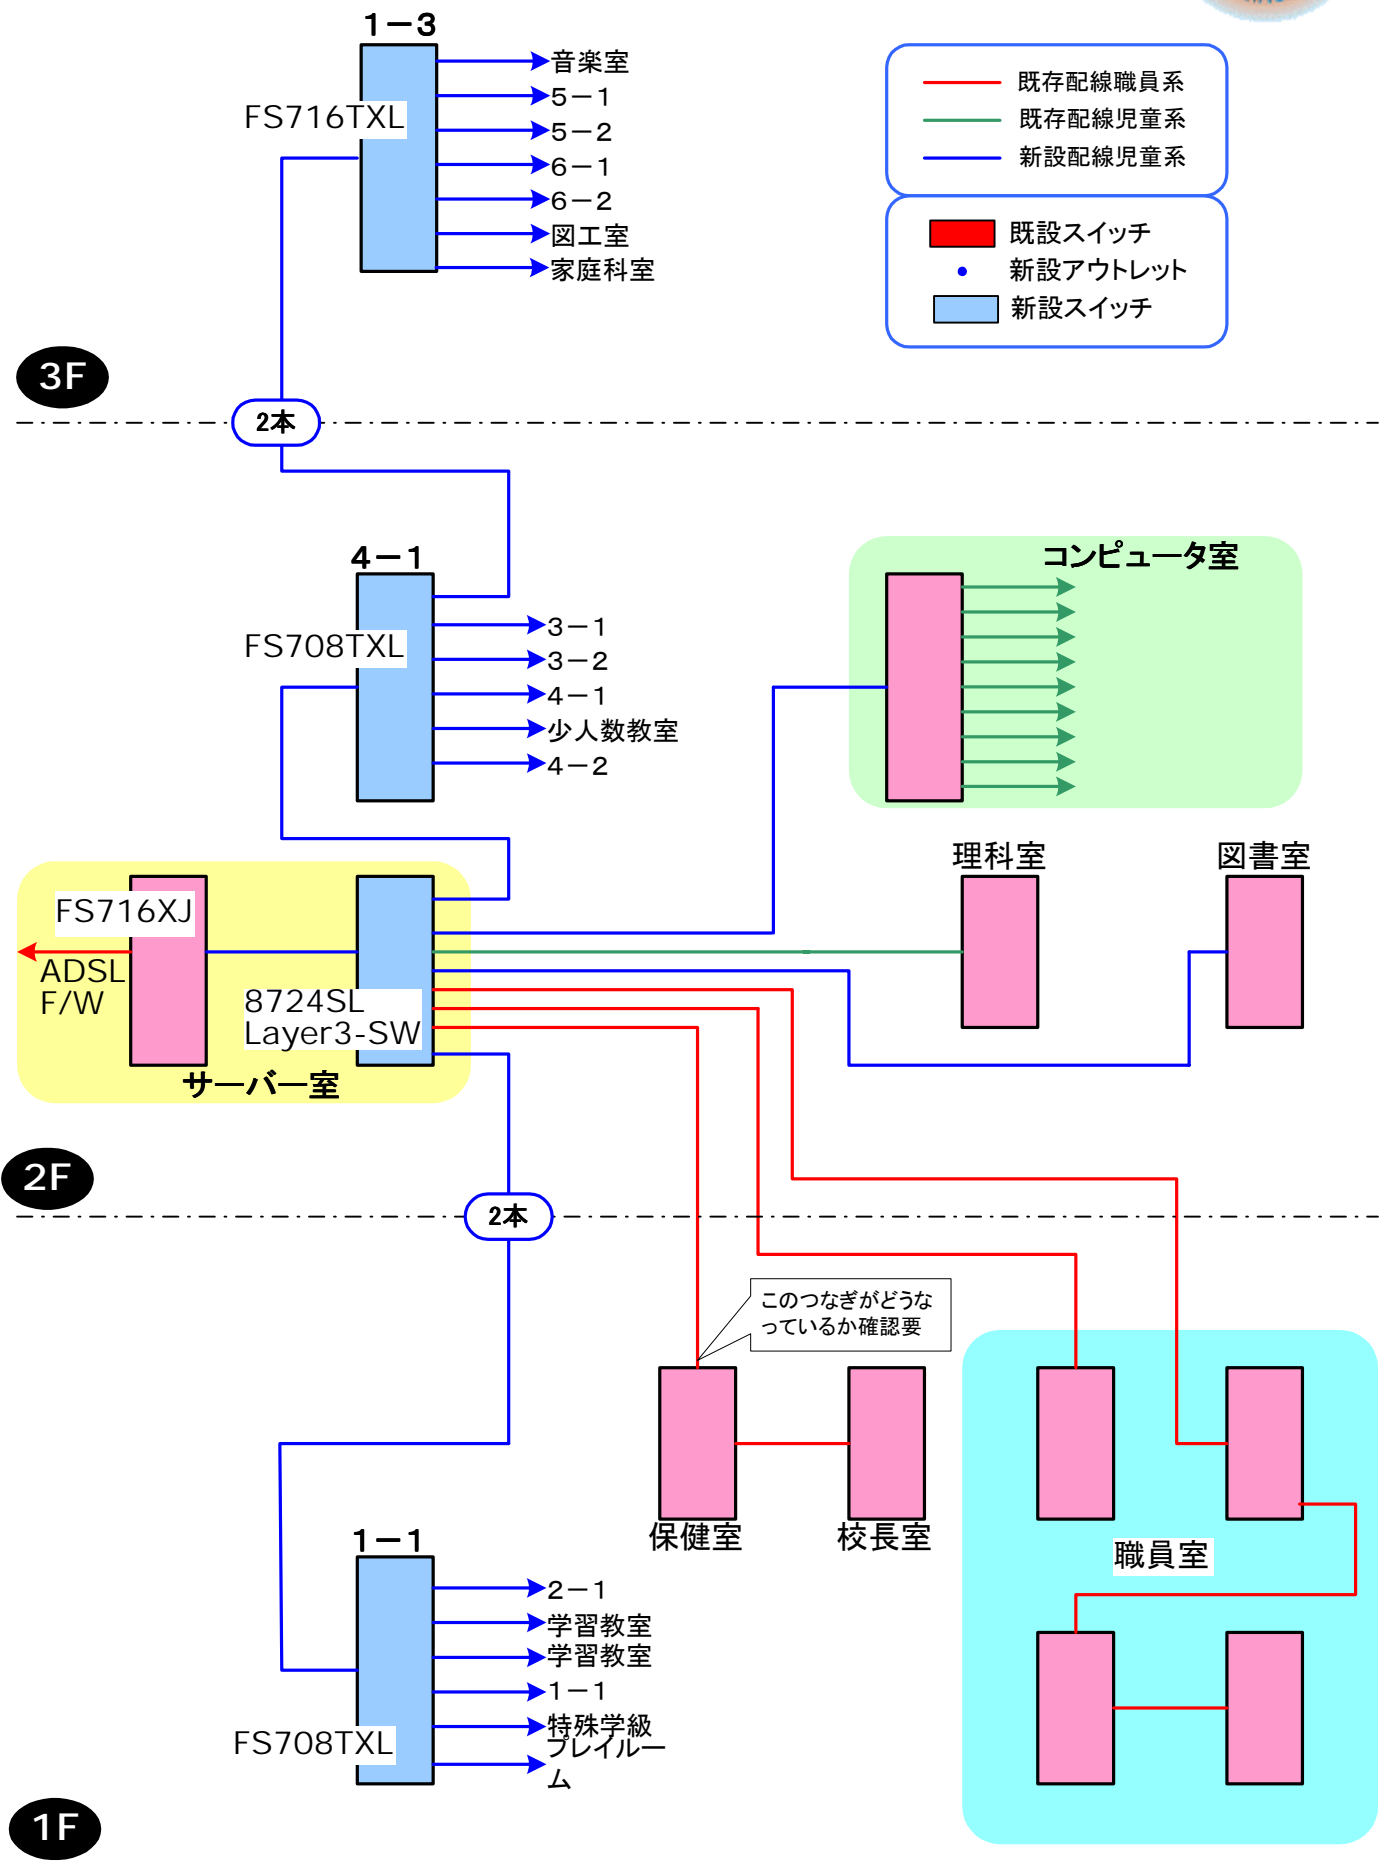 1－3
FS716TXL
音楽室
5－1
5－2
6－1
6－2
図工室
家庭科室
既存配線職員系
既存配線児童系
新設配線児童系
既設スイッチ
新設アウトレット
新設スイッチ
3F
2本
4－1
FS708TXL
3－1
3－2
4－1
少人数教室
4－2
コンピュータ室
理科室
図書室
FS716XJ
ADSL
F/W
8724SL
Layer3-SW
サーバー室
2F
2本
このつなぎがどうな
っているか確認要
保健室
校長室
職員室
1－1
FS708TXL
2－1
学習教室
学習教室
1－1
特殊学級
プレイルー
ム
1F